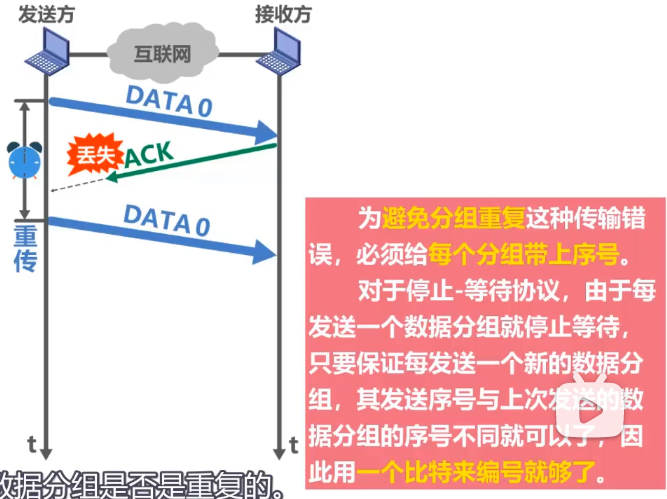 发送方
接收方
互联网
DATA 0
丢失
ACK
DATA 0
重传
为避免分组重复这种传输错
误，必须给每个分组带上序号。
对于停止-等待协议，由于每
发送一个数据分组就停止等待，
只要保证每发送一个新的数据分
组，其发送序号与上次发送的数
据分组的序号不同就可以了，因
此用一个比特来编号就够了。
t
t
数据分组是否是重复的。